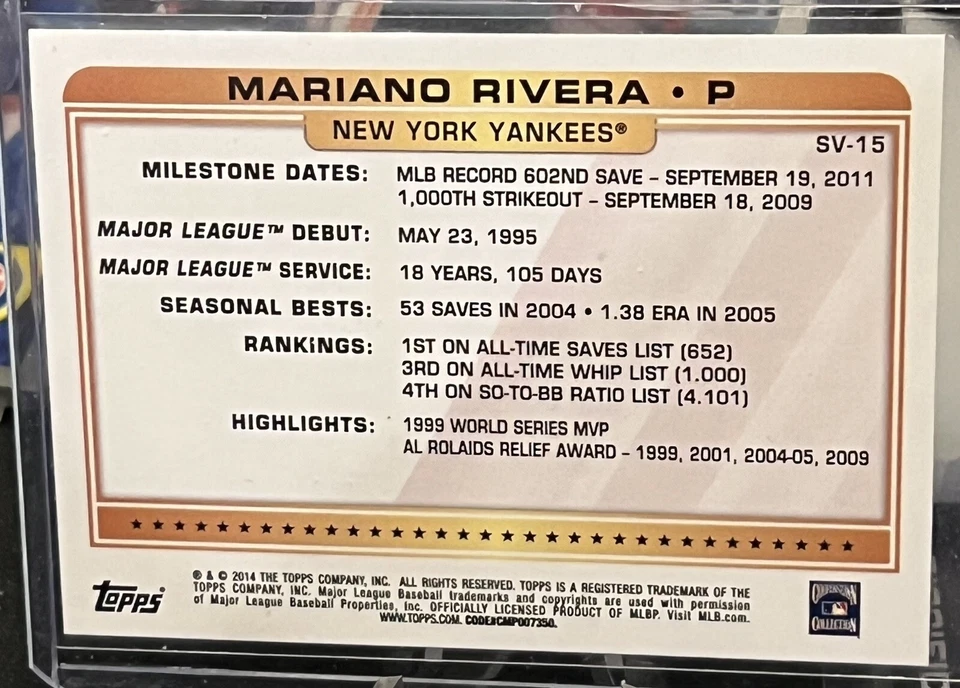 MARIANO RIVERA • P
NEW YORK YANKEES®
SV-15
MILESTONE DATES: MLB RECORD 602ND SAVE – SEPTEMBER 19, 2011
1,000TH STRIKEOUT – SEPTEMBER 18, 2009
MAJOR LEAGUE™ DEBUT: MAY 23, 1995
MAJOR LEAGUE™ SERVICE: 18 YEARS, 105 DAYS
SEASONAL BESTS: 53 SAVES IN 2004 • 1.38 ERA IN 2005
RANKINGS: 1ST ON ALL-TIME SAVES LIST (652)
3RD ON ALL-TIME WHIP LIST (1.000)
4TH ON SO-TO-BB RATIO LIST (4.101)
HIGHLIGHTS: 1999 WORLD SERIES MVP
AL ROLAIDS RELIEF AWARD – 1999, 2001, 2004-05, 2009
Topps
® & © 2014 THE TOPPS COMPANY, INC. ALL RIGHTS RESERVED. TOPPS IS A REGISTERED TRADEMARK OF THE
TOPPS COMPANY, INC. Major League Baseball trademarks and copyrights are used with permission
of Major League Baseball Properties, Inc. OFFICIALLY LICENSED PRODUCT OF MLBP. Visit MLB.com.
WWW.TOPPS.COM. CODE#CMP007350.
COOPERSTOWN
COLLECTION